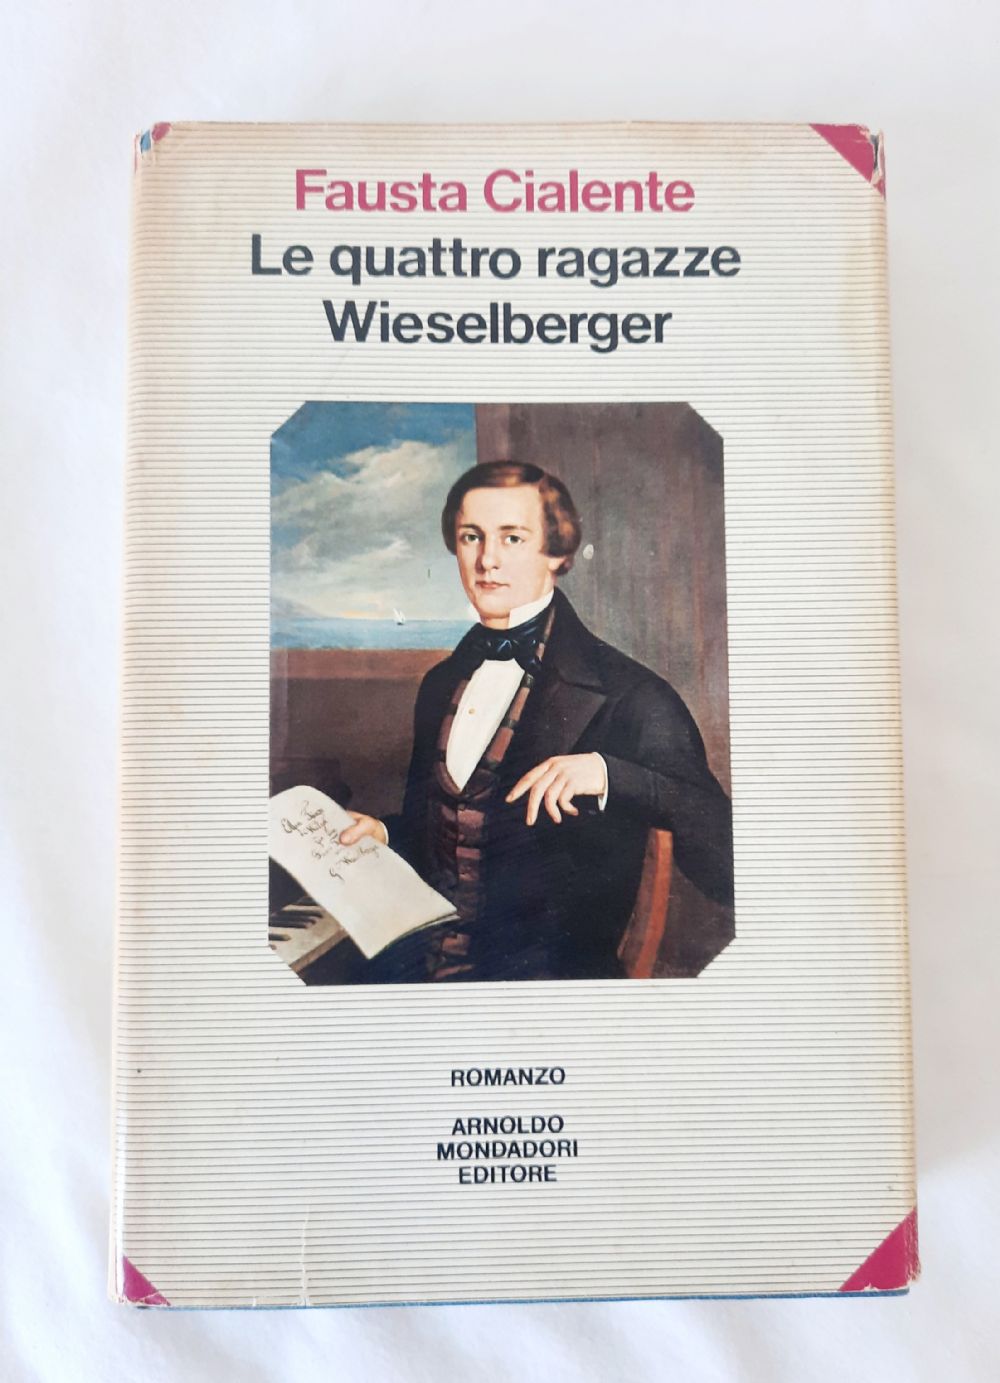 Fausta Cialente
Le quattro ragazze
Wieselberger
ROMANZO
ARNOLDO
MONDADORI
EDITORE